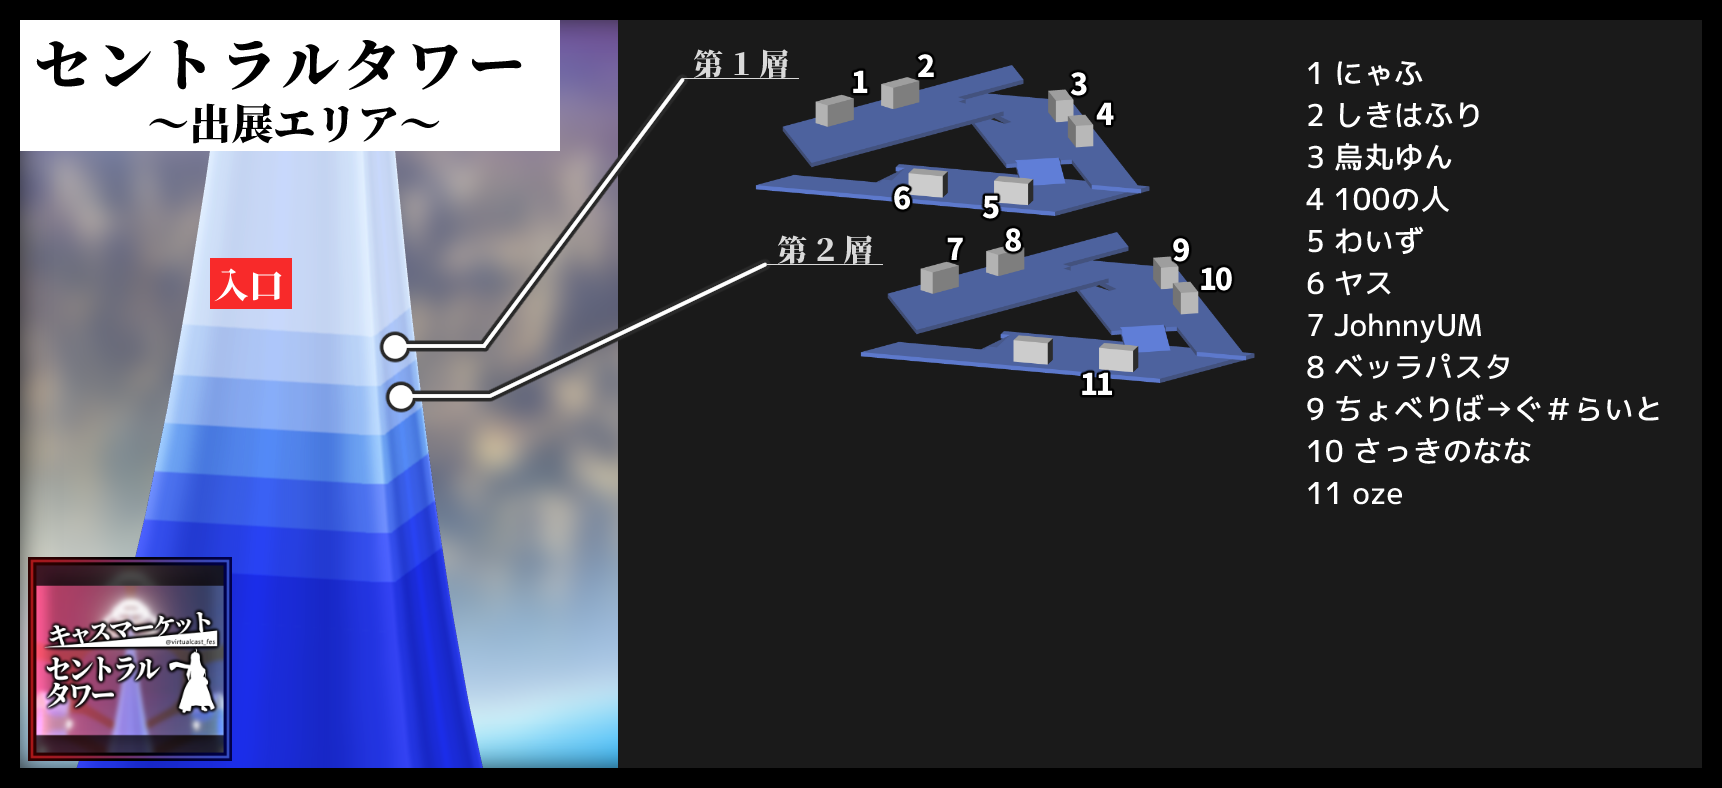 セントラルタワー
～出展エリア～
入口
キャスマーケット
@virtualcast_fes
セントラル
タワー
第1層
1
2
3
4
6
5
第2層
7
8
9
10
11
1 にゃふ
2 しきはふり
3 烏丸ゆん
4 100の人
5 わいず
6 ヤス
7 JohnnyUM
8 ベッラパスタ
9 ちょべりば→ぐ＃らいと
10 さっきのなな
11 oze